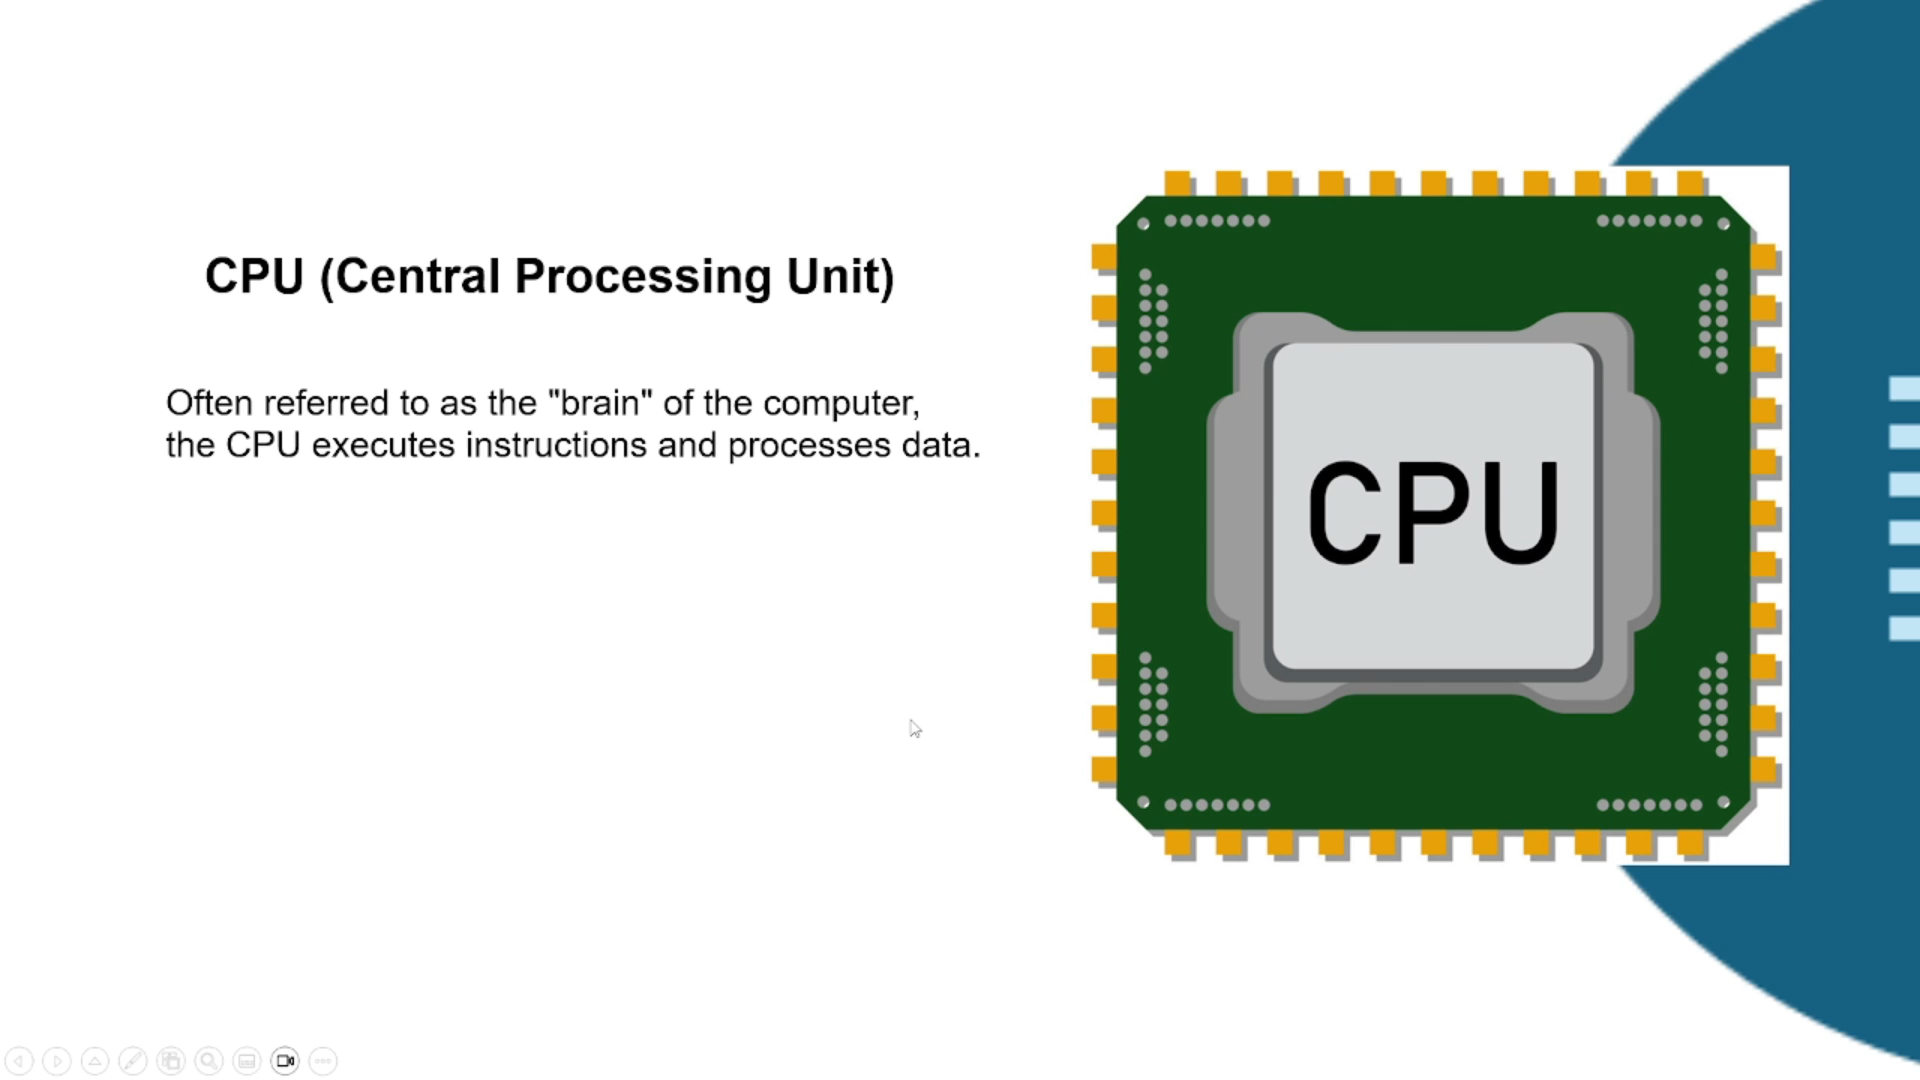 CPU (Central Processing Unit)
Often referred to as the "brain" of the computer,
the CPU executes instructions and processes data.
CPU